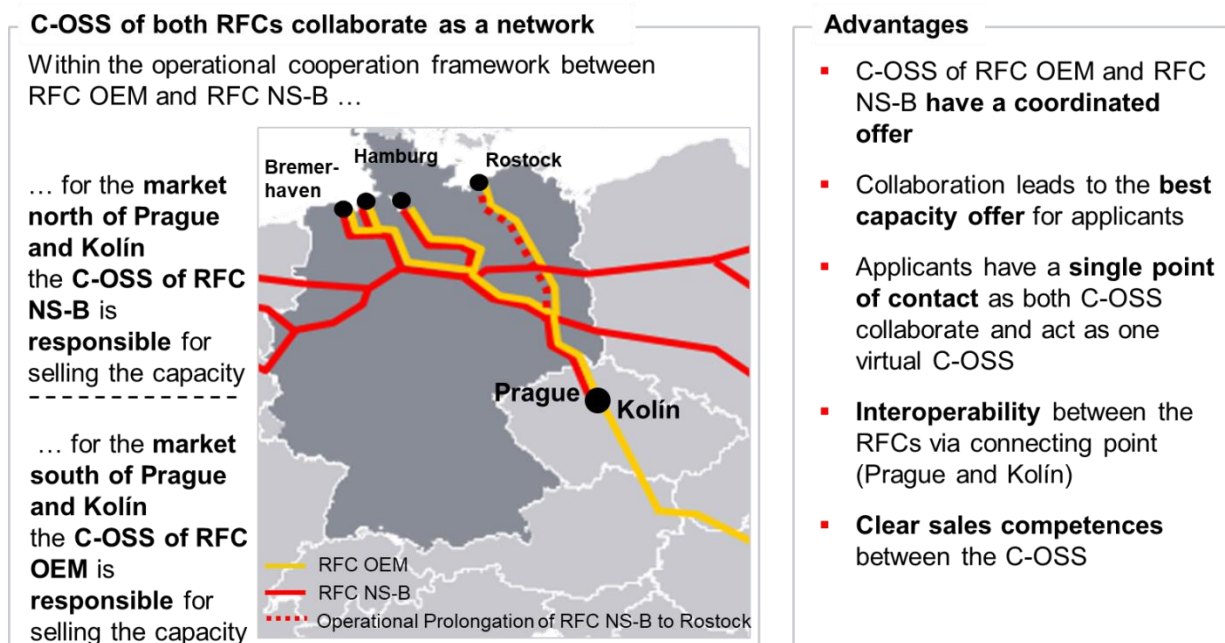 C-OSS of both RFCs collaborate as a network
Within the operational cooperation framework between
RFC OEM and RFC NS-B …
… for the market
north of Prague
and Kolín
the C-OSS of RFC
NS-B is
responsible for
selling the capacity
… for the market
south of Prague
and Kolín
the C-OSS of RFC
OEM is
responsible for
selling the capacity
Bremer-
haven
Hamburg
Rostock
Prague
Kolín
RFC OEM
RFC NS-B
Operational Prolongation of RFC NS-B to Rostock
Advantages
C-OSS of RFC OEM and RFC
NS-B have a coordinated
offer
Collaboration leads to the best
capacity offer for applicants
Applicants have a single point
of contact as both C-OSS
collaborate and act as one
virtual C-OSS
Interoperability between the
RFCs via connecting point
(Prague and Kolín)
Clear sales competences
between the C-OSS